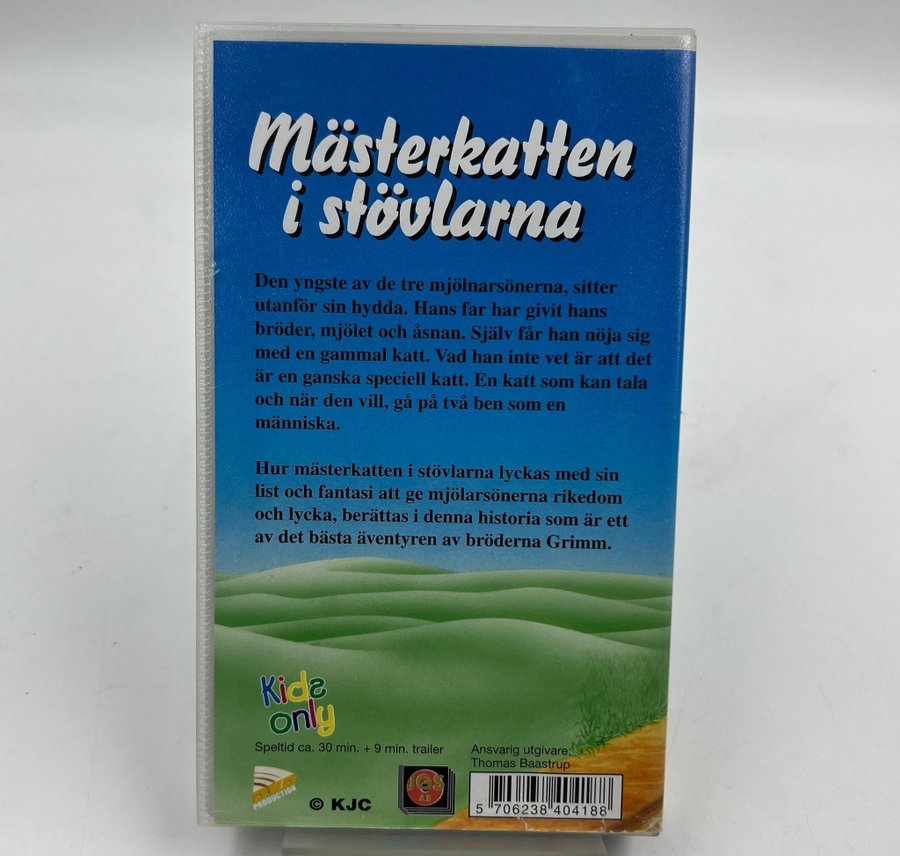 Mästerkatten
i stövlarna
Den yngste av de tre mjölnarsönerna, sitter
utanför sin hydda. Hans far har givit hans
bröder, mjölet och åsnan. Själv får han nöja sig
med en gammal katt. Vad han inte vet är att det
är en ganska speciell katt. En katt som kan tala
och när den vill, gå på två ben som en
människa.
Hur mästerkatten i stövlarna lyckas med sin
list och fantasi att ge mjölarsönerna rikedom
och lycka, berättas i denna historia som är ett
av det bästa äventyren av bröderna Grimm.
Kids
only
Speltid ca. 30 min. + 9 min. trailer
Ansvarig utgivare:
Thomas Baastrup
PRODUCTION
© KJC
JGS
AB
5 706238 404188